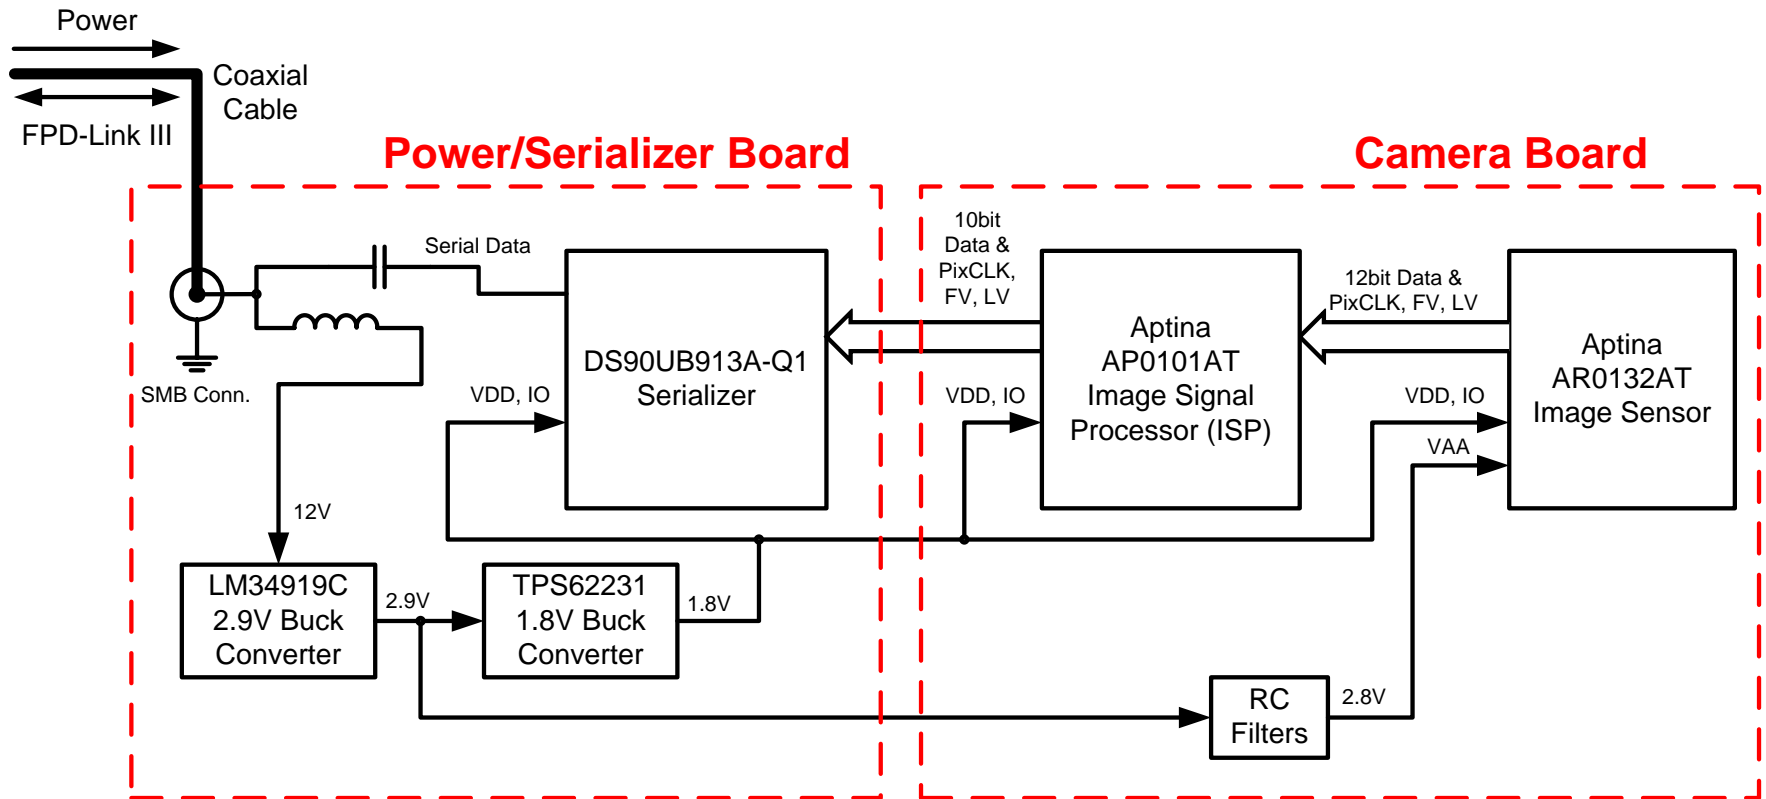 Power
Coaxial
Cable
FPD-Link III
Power/Serializer Board
Camera Board
Serial Data
10bit
Data &
PixCLK,
FV, LV
12bit Data &
PixCLK, FV, LV
SMB Conn.
DS90UB913A-Q1
Serializer
VDD, IO
Aptina
AP0101AT
Image Signal
Processor (ISP)
VDD, IO
Aptina
AR0132AT
Image Sensor
VDD, IO
VAA
12V
LM34919C
2.9V Buck
Converter
2.9V
TPS62231
1.8V Buck
Converter
1.8V
RC
Filters
2.8V